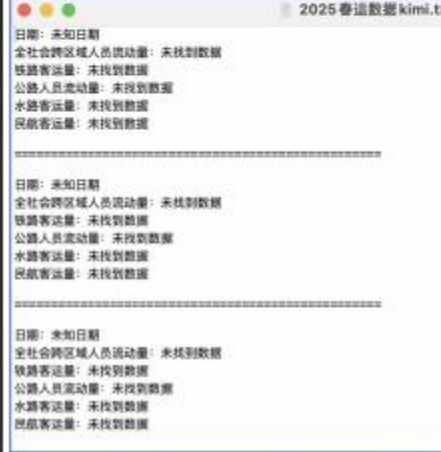 2025春运数据kimi.t
日期：未知日期
全社会跨区域人员流动量：未找到数据
铁路客运量：未找到数据
公路人员流动量：未找到数据
水路客运量：未找到数据
民航客运量：未找到数据
==================================================
日期：未知日期
全社会跨区域人员流动量：未找到数据
铁路客运量：未找到数据
公路人员流动量：未找到数据
水路客运量：未找到数据
民航客运量：未找到数据
==================================================
日期：未知日期
全社会跨区域人员流动量：未找到数据
铁路客运量：未找到数据
公路人员流动量：未找到数据
水路客运量：未找到数据
民航客运量：未找到数据